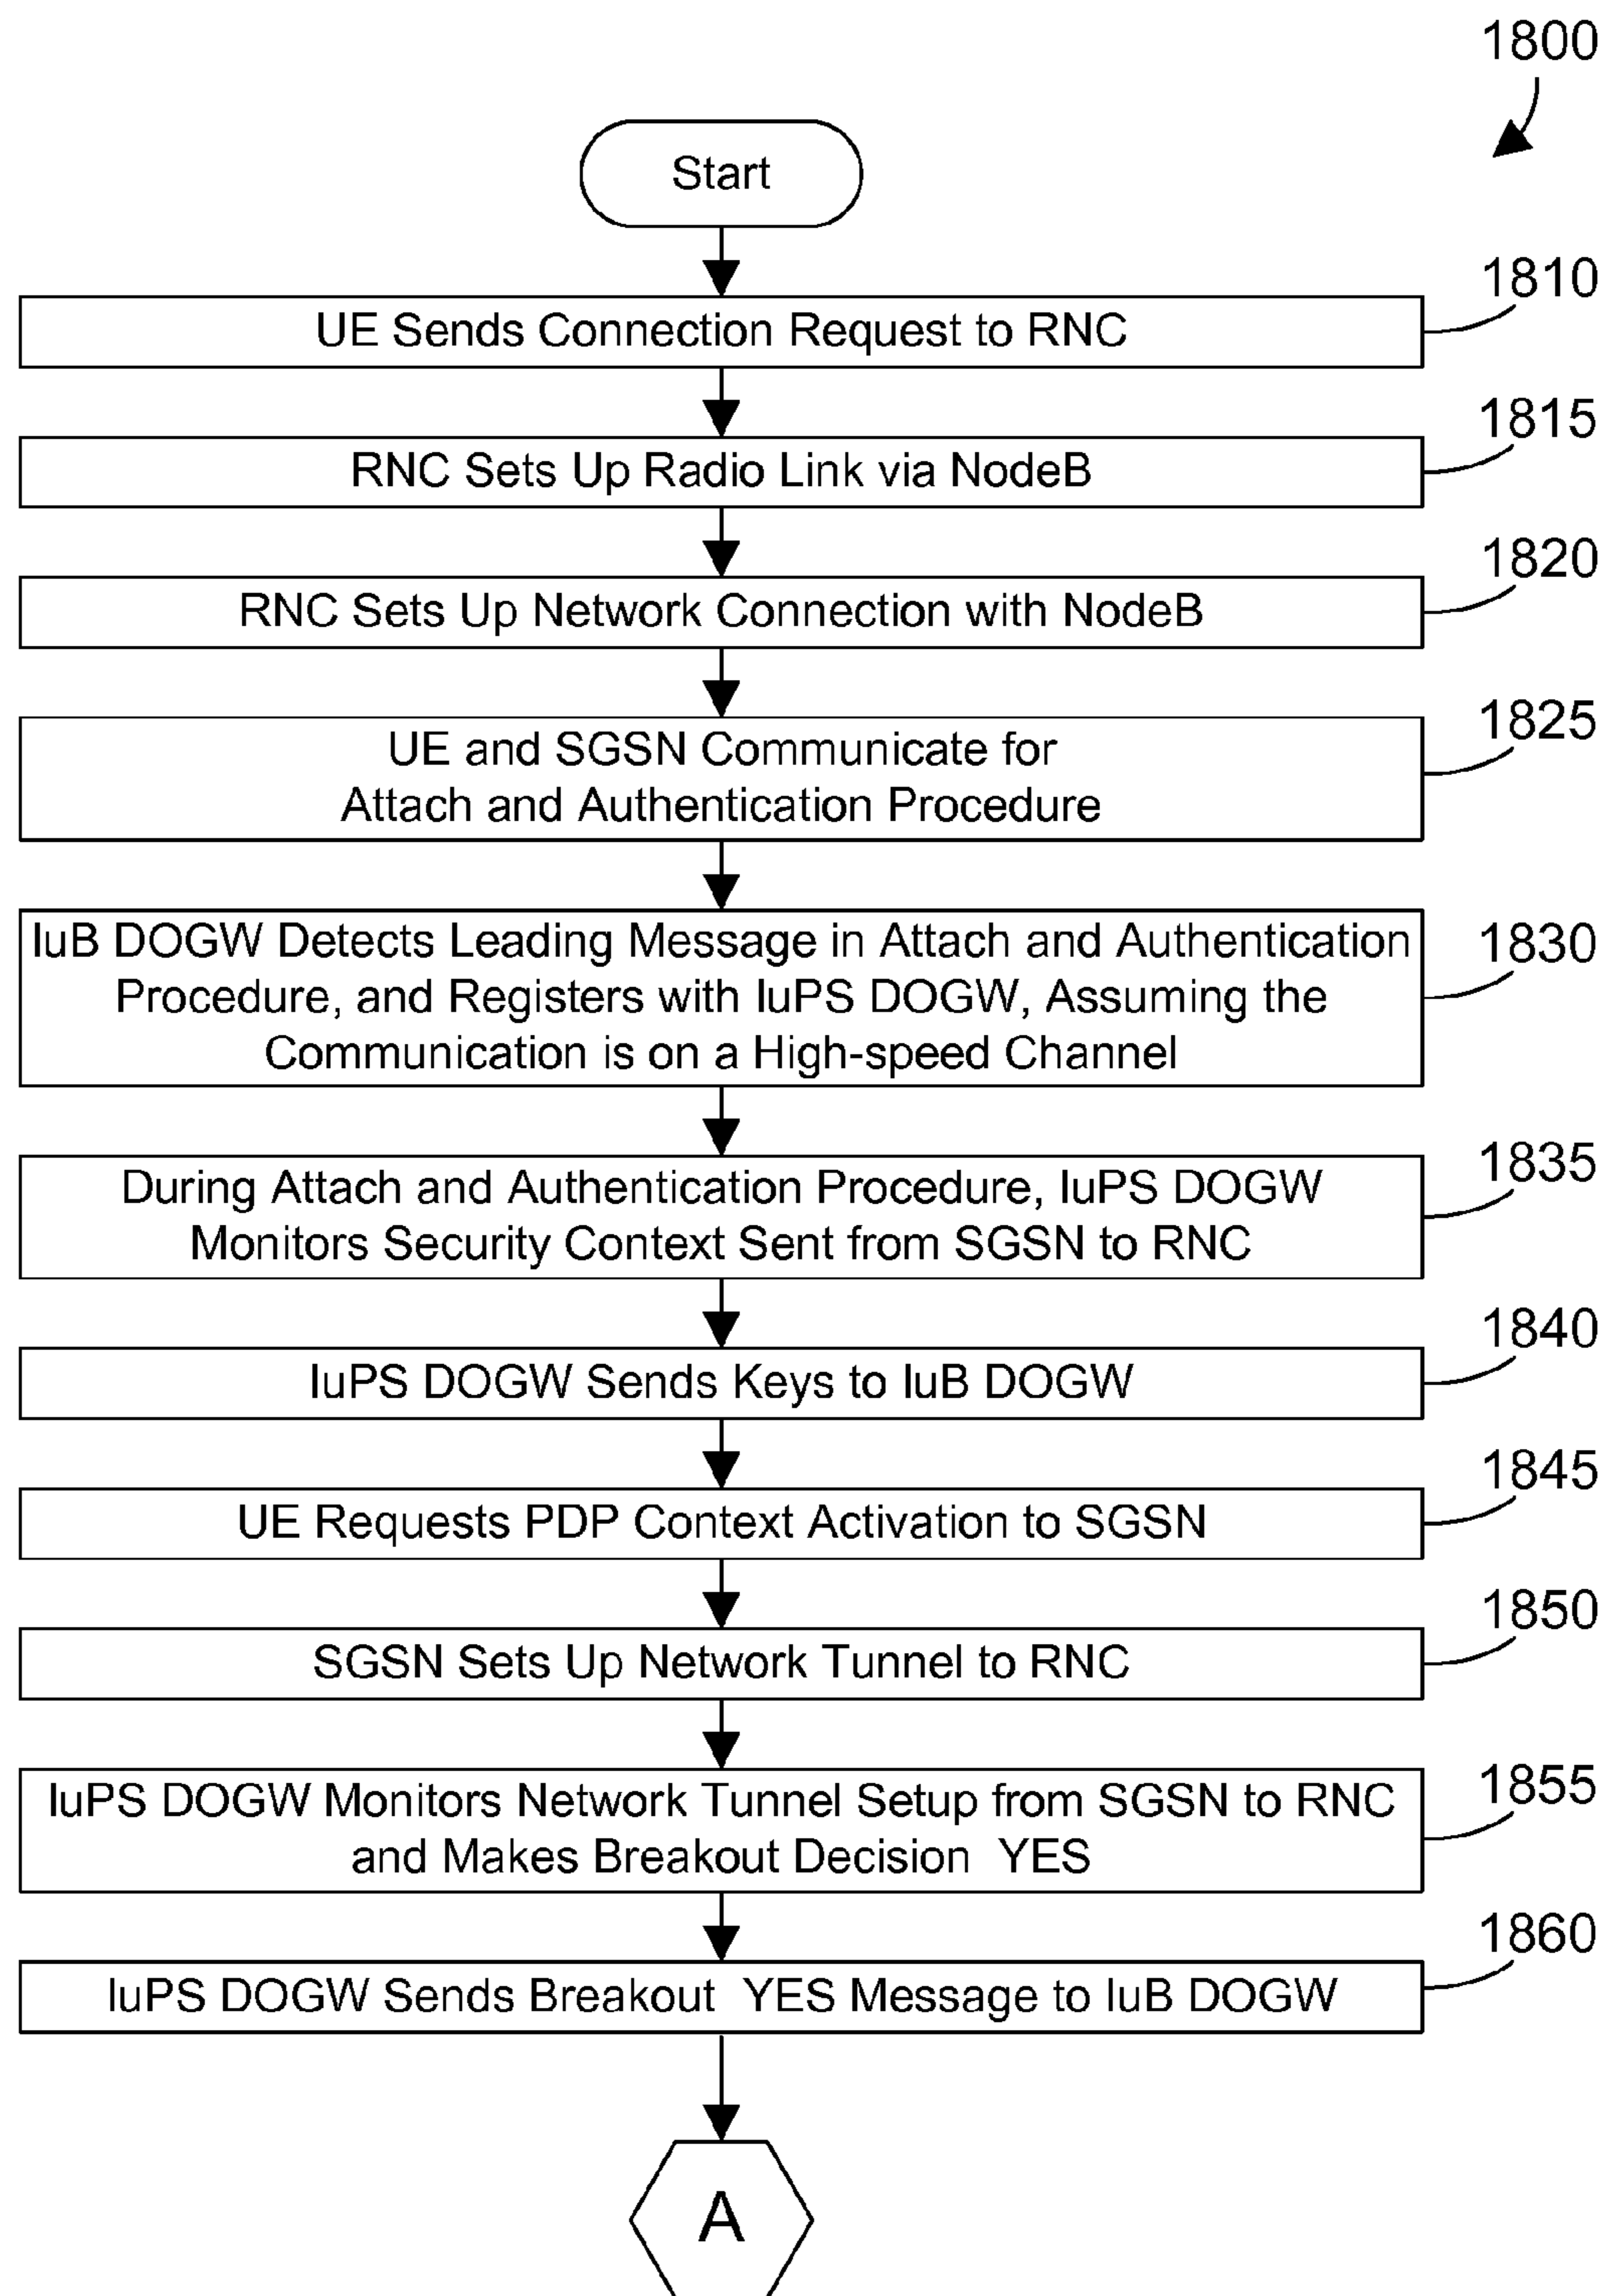 1800
Start
1810
UE Sends Connection Request to RNC
1815
RNC Sets Up Radio Link via NodeB
1820
RNC Sets Up Network Connection with NodeB
1825
UE and SGSN Communicate for
Attach and Authentication Procedure
1830
IuB DOGW Detects Leading Message in Attach and Authentication
Procedure, and Registers with IuPS DOGW, Assuming the
Communication is on a High-speed Channel
1835
During Attach and Authentication Procedure, IuPS DOGW
Monitors Security Context Sent from SGSN to RNC
1840
IuPS DOGW Sends Keys to IuB DOGW
1845
UE Requests PDP Context Activation to SGSN
1850
SGSN Sets Up Network Tunnel to RNC
1855
IuPS DOGW Monitors Network Tunnel Setup from SGSN to RNC
and Makes Breakout Decision YES
1860
IuPS DOGW Sends Breakout YES Message to IuB DOGW
A